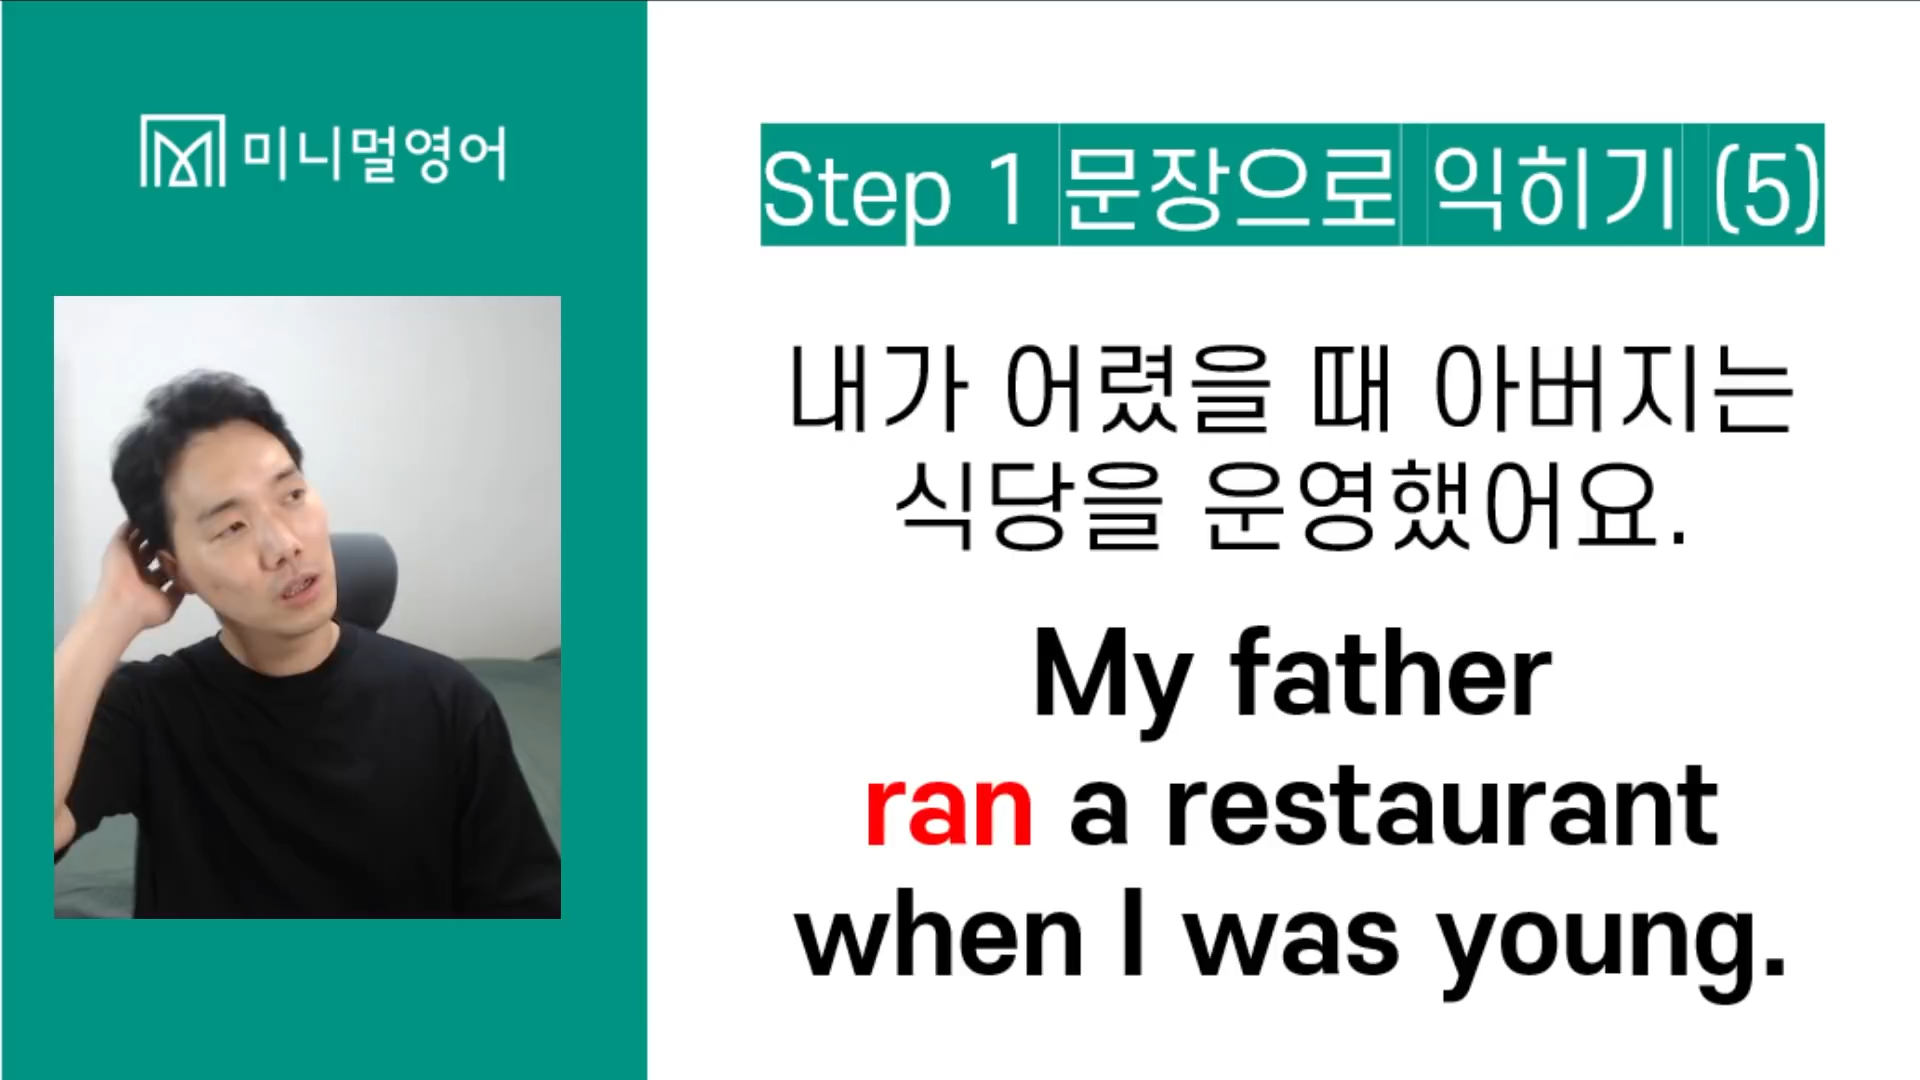 미니멀영어
Step 1 문장으로 익히기 (5)
내가 어렸을 때 아버지는
식당을 운영했어요.
My father
ran a restaurant
when I was young.